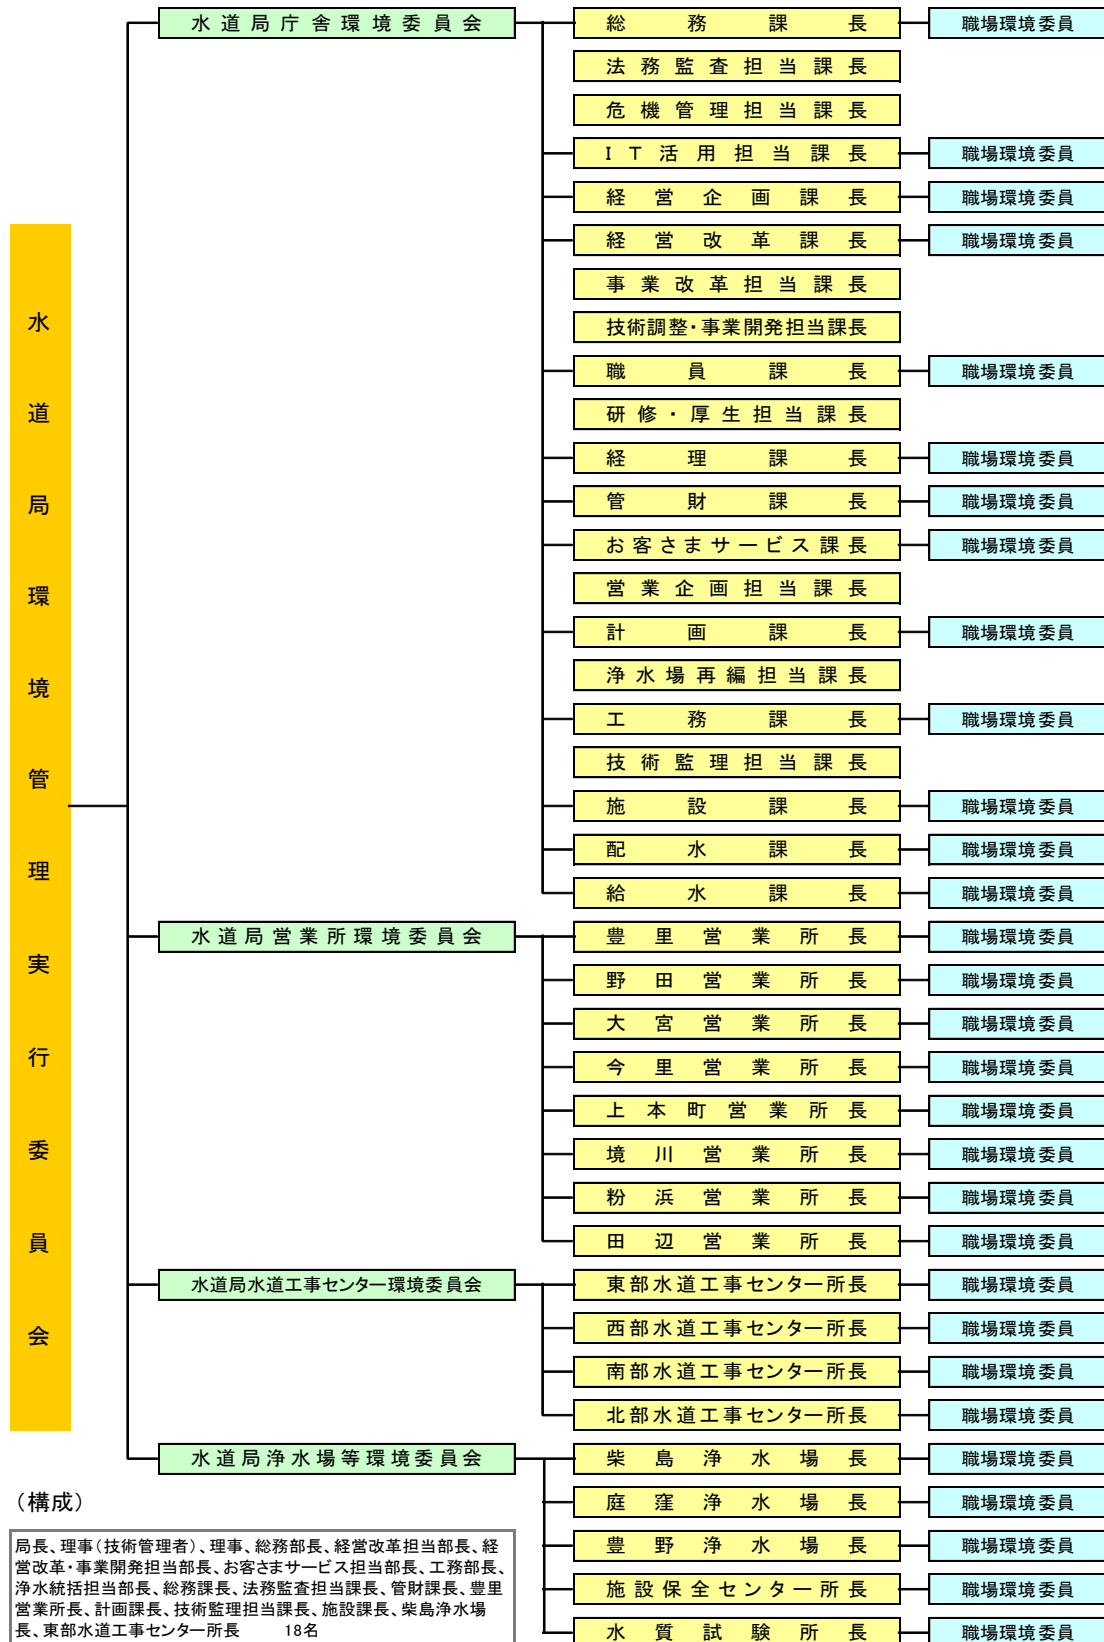 水道局環境管理実行委員会
水道局庁舎環境委員会
総務課長 職場環境委員
法務監査担当課長
危機管理担当課長
IT活用担当課長 職場環境委員
経営企画課長 職場環境委員
経営改革課長 職場環境委員
事業改革担当課長
技術調整・事業開発担当課長
職員課長 職場環境委員
研修・厚生担当課長
経理課長 職場環境委員
管財課長 職場環境委員
お客さまサービス課長 職場環境委員
営業企画担当課長
計画課長 職場環境委員
浄水場再編担当課長
工務課長 職場環境委員
技術監理担当課長
施設課長 職場環境委員
配水課長 職場環境委員
給水課長 職場環境委員
水道局営業所環境委員会
豊里営業所長 職場環境委員
野田営業所長 職場環境委員
大宮営業所長 職場環境委員
今里営業所長 職場環境委員
上本町営業所長 職場環境委員
境川営業所長 職場環境委員
粉浜営業所長 職場環境委員
田辺営業所長 職場環境委員
水道局水道工事センター環境委員会
東部水道工事センター所長 職場環境委員
西部水道工事センター所長 職場環境委員
南部水道工事センター所長 職場環境委員
北部水道工事センター所長 職場環境委員
水道局浄水場等環境委員会
柴島浄水場長 職場環境委員
庭窪浄水場長 職場環境委員
豊野浄水場長 職場環境委員
施設保全センター所長 職場環境委員
水質試験所長 職場環境委員
（構成）
局長、理事（技術管理者）、理事、総務部長、経営改革担当部長、経
営改革・事業開発担当部長、お客さまサービス担当部長、工務部長、
浄水統括担当部長、総務課長、法務監査担当課長、管財課長、豊里
営業所長、計画課長、技術監理担当課長、施設課長、柴島浄水場
長、東部水道工事センター所長 18名